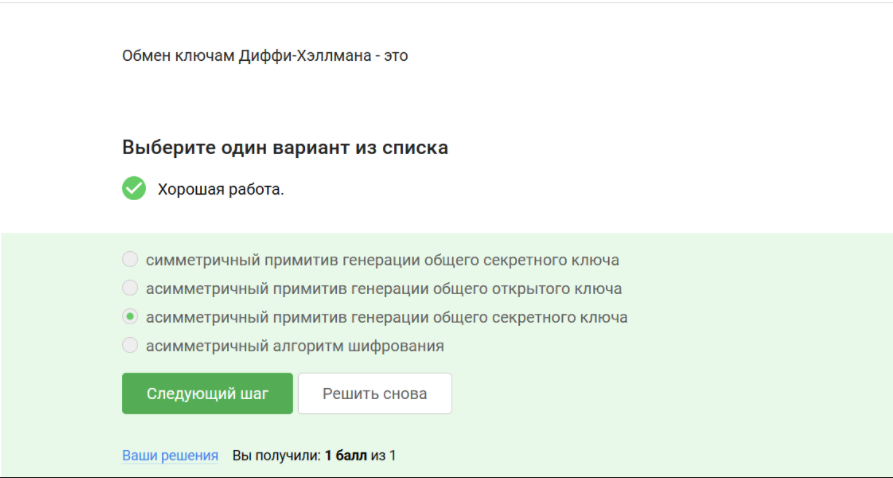 Обмен ключам Диффи-Хэллмана - это
Выберите один вариант из списка
Хорошая работа.
симметричный примитив генерации общего секретного ключа
асимметричный примитив генерации общего открытого ключа
асимметричный примитив генерации общего секретного ключа
асимметричный алгоритм шифрования
Следующий шаг Решить снова
Ваши решения Вы получили: 1 балл из 1